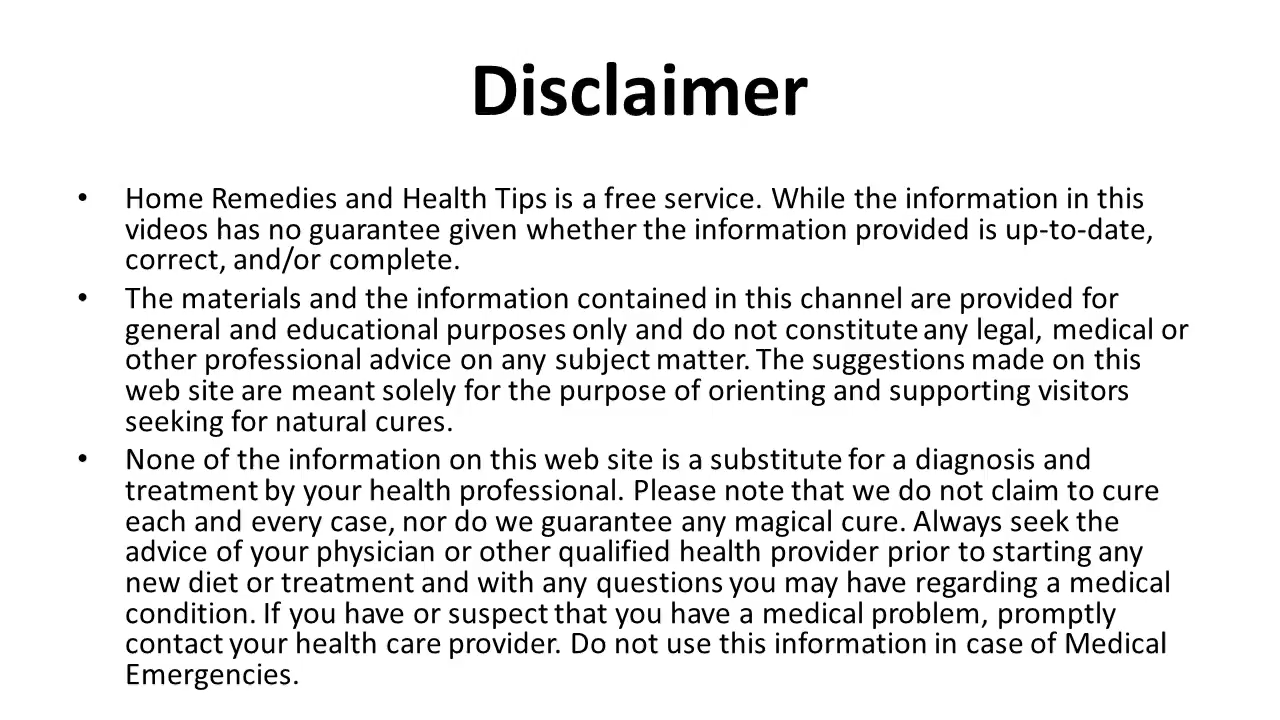 Disclaimer
• Home Remedies and Health Tips is a free service. While the information in this
videos has no guarantee given whether the information provided is up-to-date,
correct, and/or complete.
• The materials and the information contained in this channel are provided for
general and educational purposes only and do not constitute any legal, medical or
other professional advice on any subject matter. The suggestions made on this
web site are meant solely for the purpose of orienting and supporting visitors
seeking for natural cures.
• None of the information on this web site is a substitute for a diagnosis and
treatment by your health professional. Please note that we do not claim to cure
each and every case, nor do we guarantee any magical cure. Always seek the
advice of your physician or other qualified health provider prior to starting any
new diet or treatment and with any questions you may have regarding a medical
condition. If you have or suspect that you have a medical problem, promptly
contact your health care provider. Do not use this information in case of Medical
Emergencies.